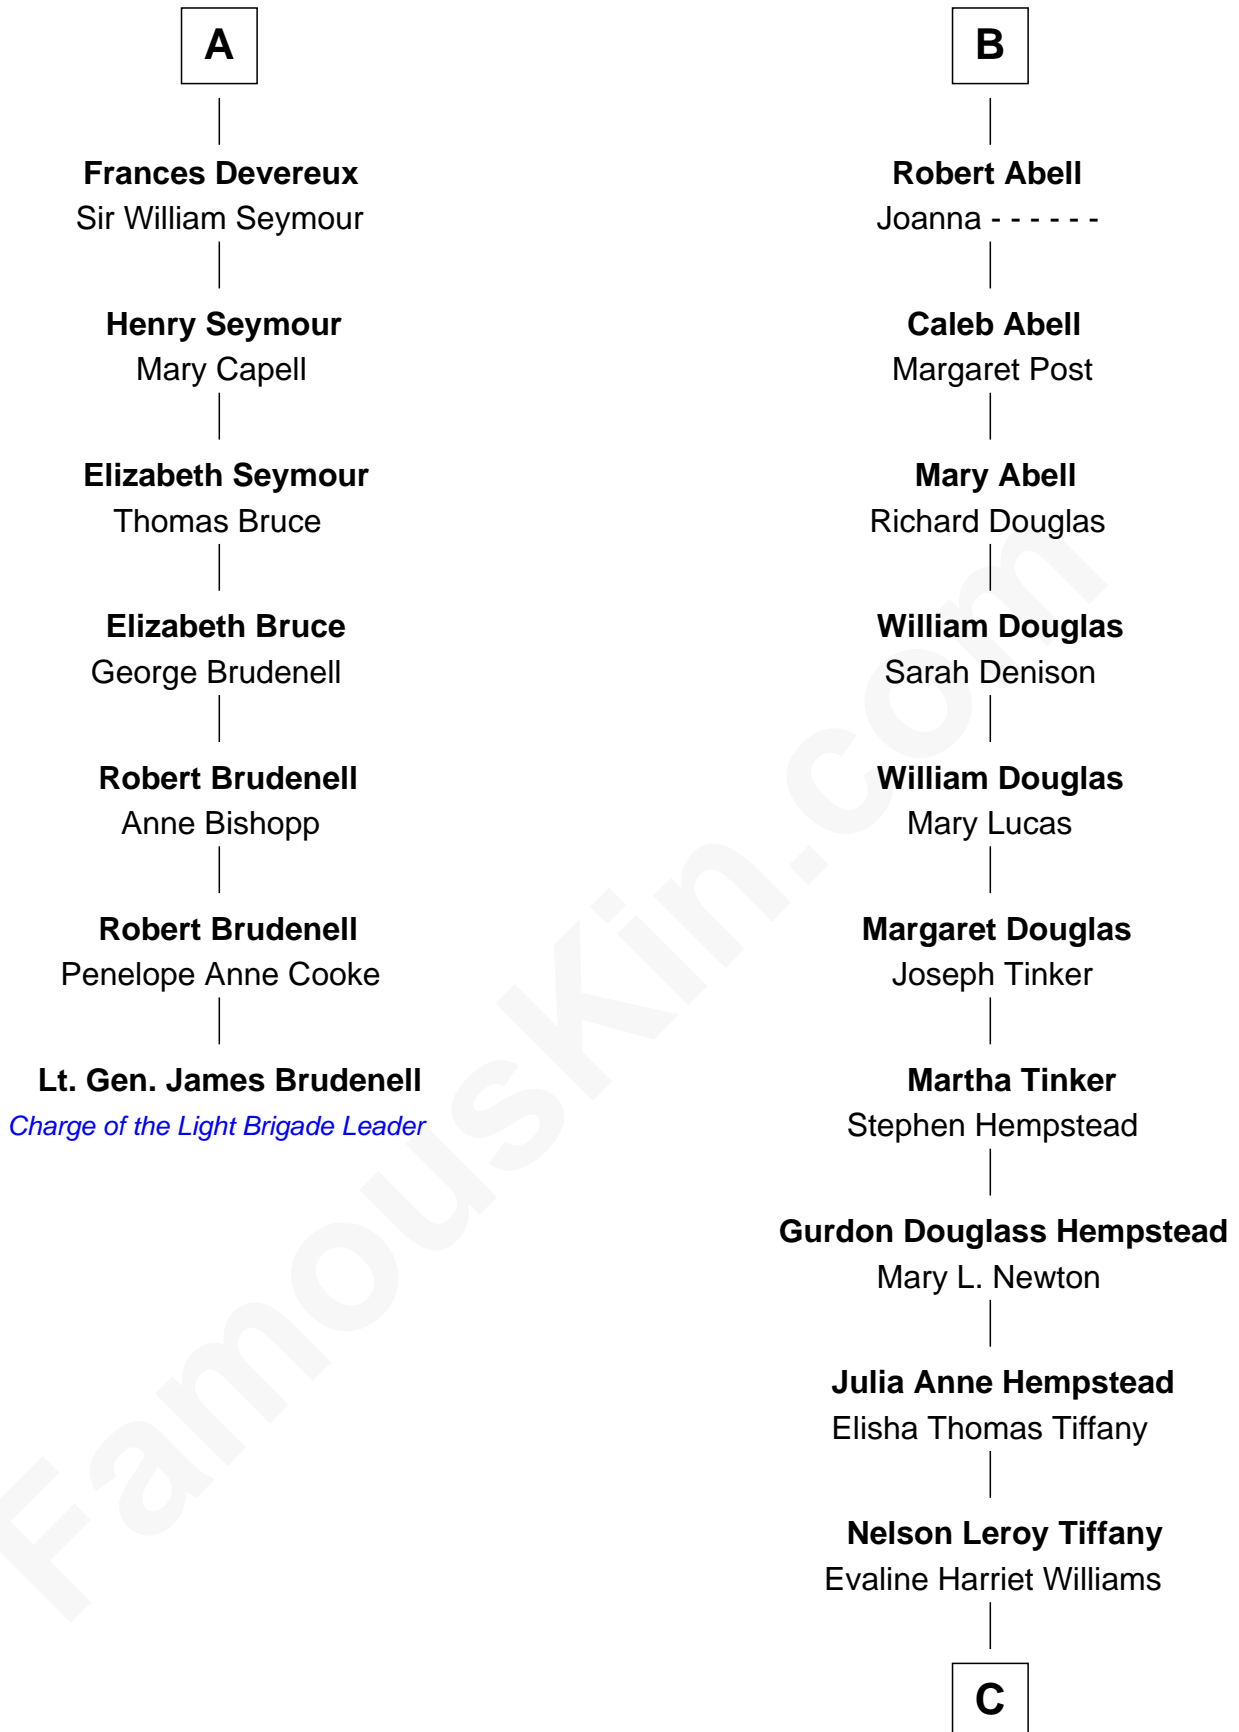 A
Frances Devereux
Sir William Seymour
Henry Seymour
Mary Capell
Elizabeth Seymour
Thomas Bruce
Elizabeth Bruce
George Brudenell
Robert Brudenell
Anne Bishopp
Robert Brudenell
Penelope Anne Cooke
Lt. Gen. James Brudenell
Charge of the Light Brigade Leader
B
Robert Abell
Joanna - - - - - -
Caleb Abell
Margaret Post
Mary Abell
Richard Douglas
William Douglas
Sarah Denison
William Douglas
Mary Lucas
Margaret Douglas
Joseph Tinker
Martha Tinker
Stephen Hempstead
Gurdon Douglass Hempstead
Mary L. Newton
Julia Anne Hempstead
Elisha Thomas Tiffany
Nelson Leroy Tiffany
Evaline Harriet Williams
C
FamousKin.com